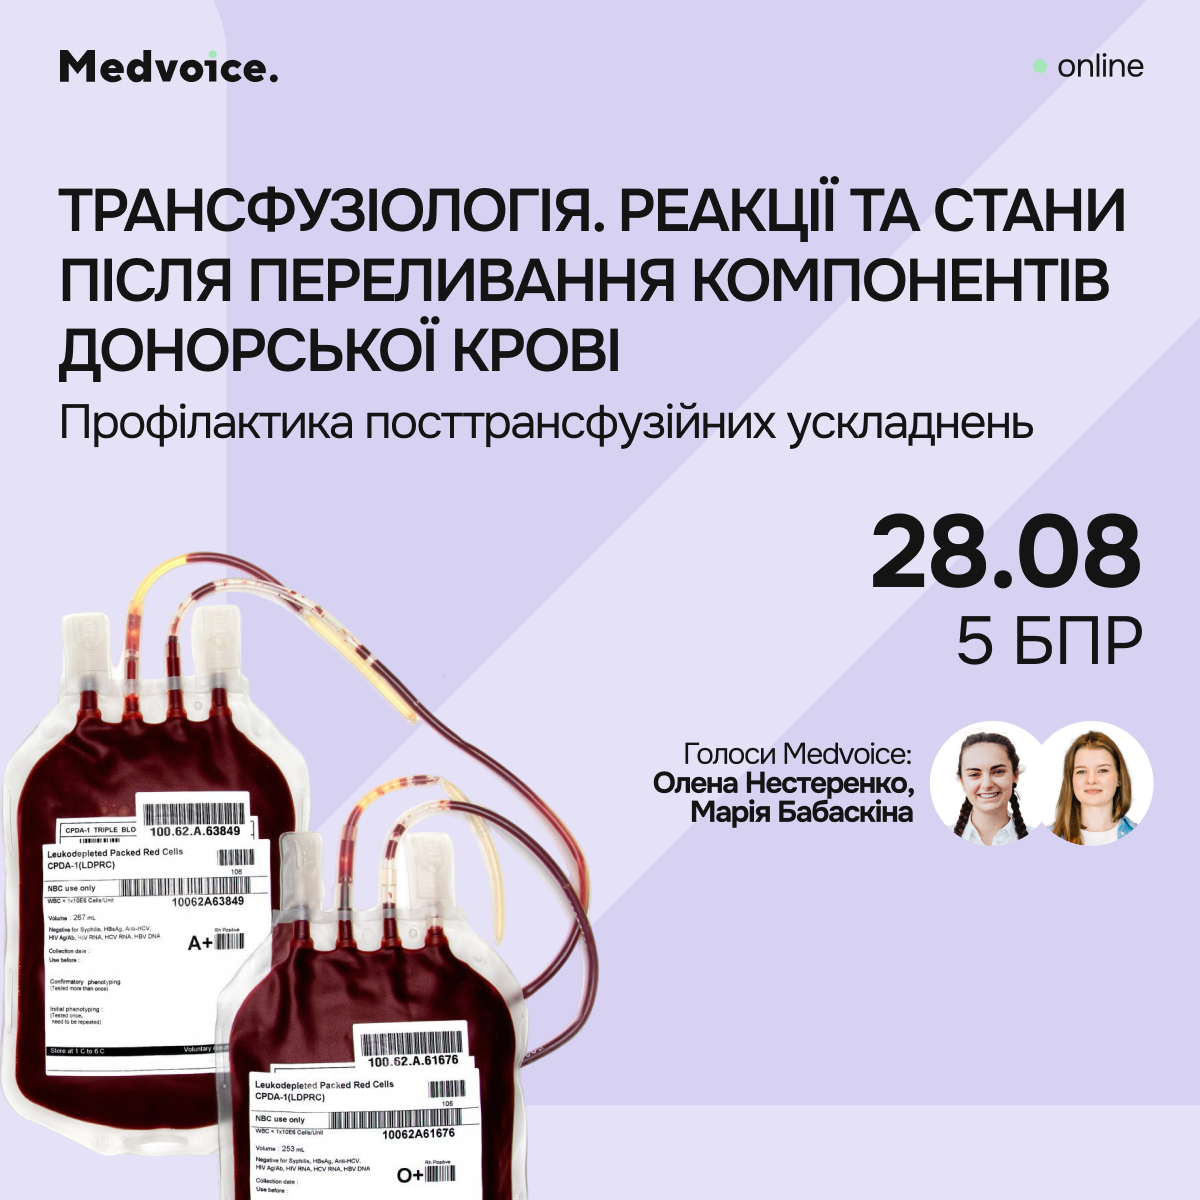 Medvoice.
online
ТРАНСФУЗІОЛОГІЯ. РЕАКЦІЇ ТА СТАНИ
ПІСЛЯ ПЕРЕЛИВАННЯ КОМПОНЕНТІВ
ДОНОРСЬКОЇ КРОВІ
Профілактика посттрансфузійних ускладнень
28.08
5 БПР
Голоси Medvoice:
Олена Нестеренко,
Марія Бабаскіна
CPDA-1 TRIPLE BLO
100.62.A.63849
Leukodepleted Packed Red Cells
CPDA-1(LDPRC)
106
NBC use only
WBC < 1x10E6 Cells/Unit
10062A63849
Volume : 267 mL
Negative for Syphilis, HBsAg, Anti-HCV,
HIV Ag/Ab, HIV RNA, HCV RNA, HBV DNA
Rh Positive
A+
Collection date :
Use before :
Confirmatory phenotyping
(Tested more than once)
Initial phenotyping :
(Tested once,
need to be repeated)
Store at 1 C to 6 C
Voluntary
100.62.A.61676
Leukodepleted Packed Red Cells
CPDA-1(LDPRC)
106
NBC use only
WBC < 1x10E6 Cells/Unit
10062A61676
Volume : 253 mL
Negative for Syphilis, HBsAg, Anti-HCV,
HIV Ag/Ab, HIV RNA, HCV RNA, HBV DNA
Rh Positive
O+
Collection date :
Use before :